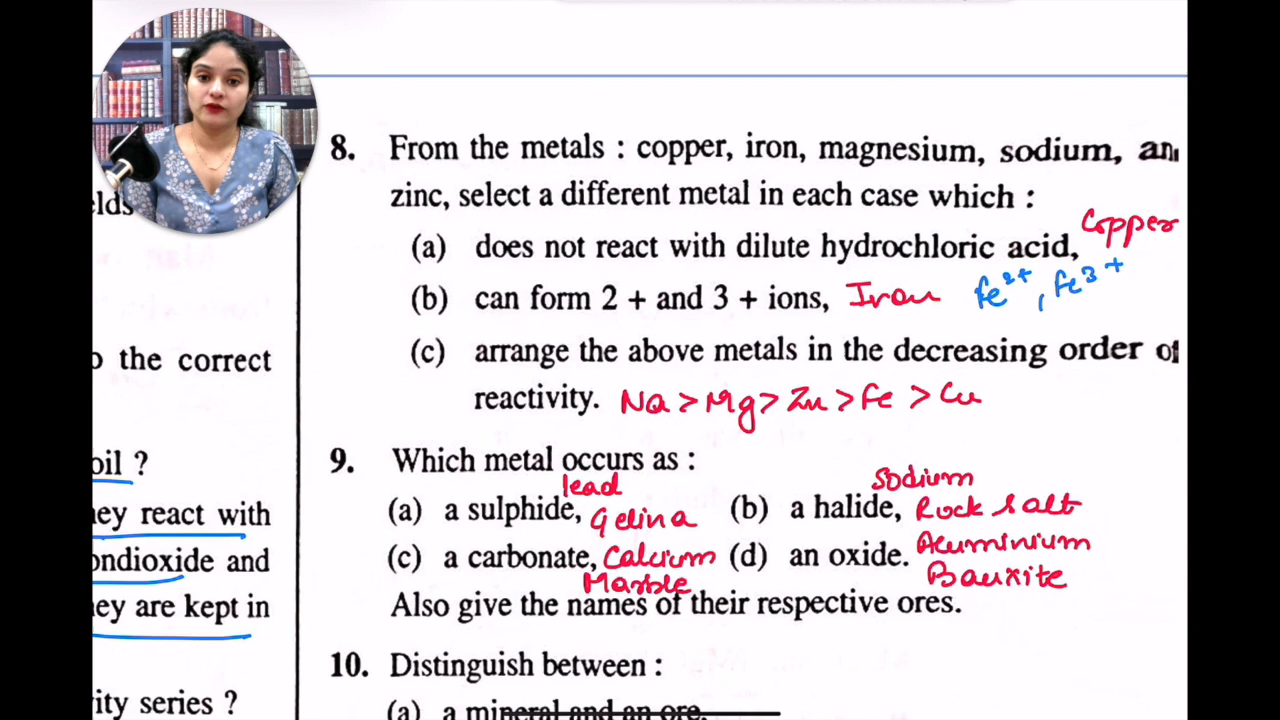 elds
o the correct
oil ?
hey react with
ondioxide and
hey are kept in
vity series ?
8. From the metals : copper, iron, magnesium, sodium, an
zinc, select a different metal in each case which :
(a) does not react with dilute hydrochloric acid, Copper
(b) can form 2 + and 3 + ions, Iron Fe²⁺, Fe³⁺
(c) arrange the above metals in the decreasing order of
reactivity. Na > Mg > Zn > Fe > Cu
9. Which metal occurs as :
lead sodium
(a) a sulphide, Gelina (b) a halide, Rock salt
(c) a carbonate, Calcium (d) an oxide. Aluminium
Marble Bauxite
Also give the names of their respective ores.
10. Distinguish between :
(a) a mineral and an ore.